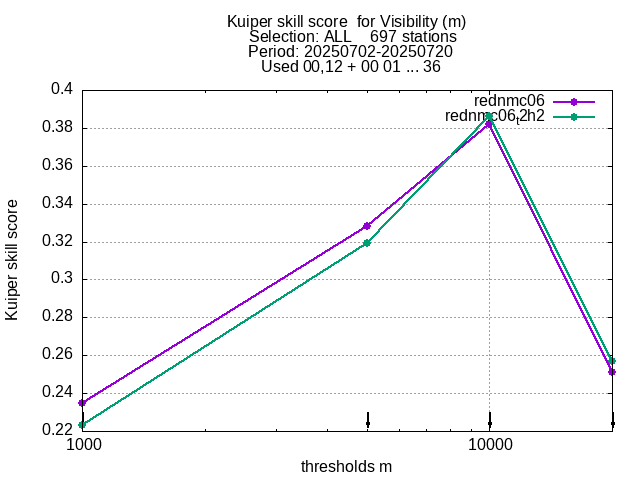 Kuiper skill score  for Visibility (m)
Selection: ALL    697 stations
Period: 20250702-20250720
Used 00,12 + 00 01 ... 36
rednmc06
rednmc06t2h2
0.4
0.38
0.36
0.34
0.32
0.3
0.28
0.26
0.24
0.22
Kuiper skill score
1000
10000
thresholds m